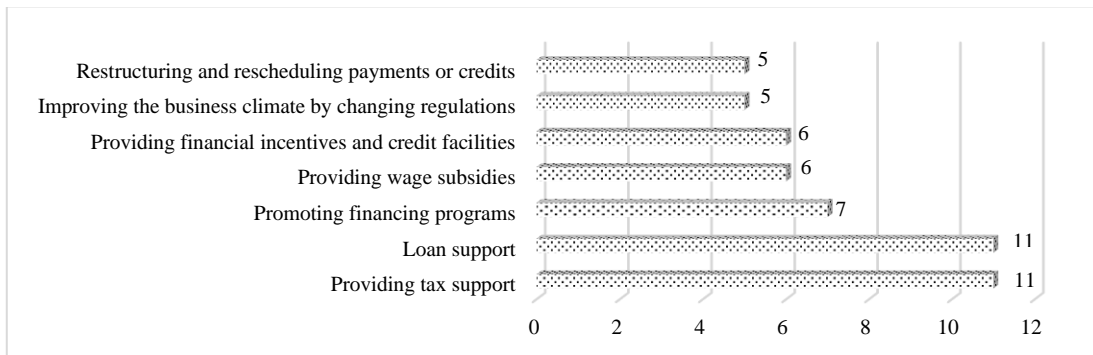 Restructuring and rescheduling payments or credits 5
Improving the business climate by changing regulations 5
Providing financial incentives and credit facilities 6
Providing wage subsidies 6
Promoting financing programs 7
Loan support 11
Providing tax support 11
0 2 4 6 8 10 12